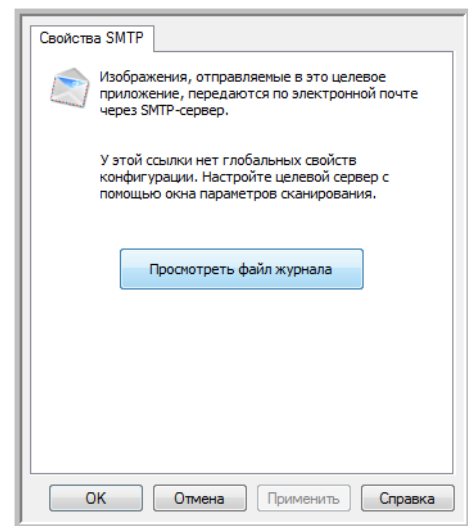 Свойства SMTP
Изображения, отправляемые в это целевое
приложение, передаются по электронной почте
через SMTP-сервер.
У этой ссылки нет глобальных свойств
конфигурации. Настройте целевой сервер с
помощью окна параметров сканирования.
Просмотреть файл журнала
OK Отмена Применить Справка